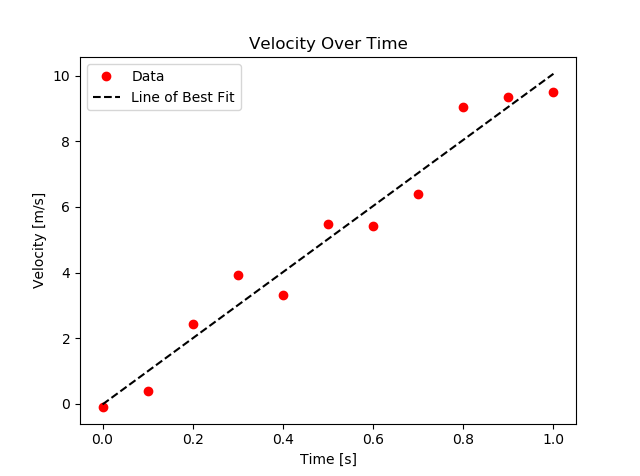 Velocity Over Time
Data
Line of Best Fit
10
8
6
4
2
0
Velocity [m/s]
0.0 0.2 0.4 0.6 0.8 1.0
Time [s]